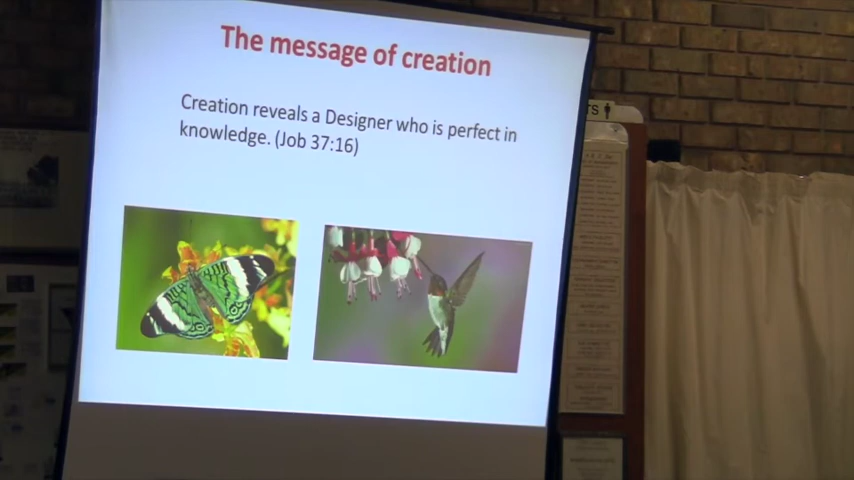 The message of creation
Creation reveals a Designer who is perfect in
knowledge. (Job 37:16)